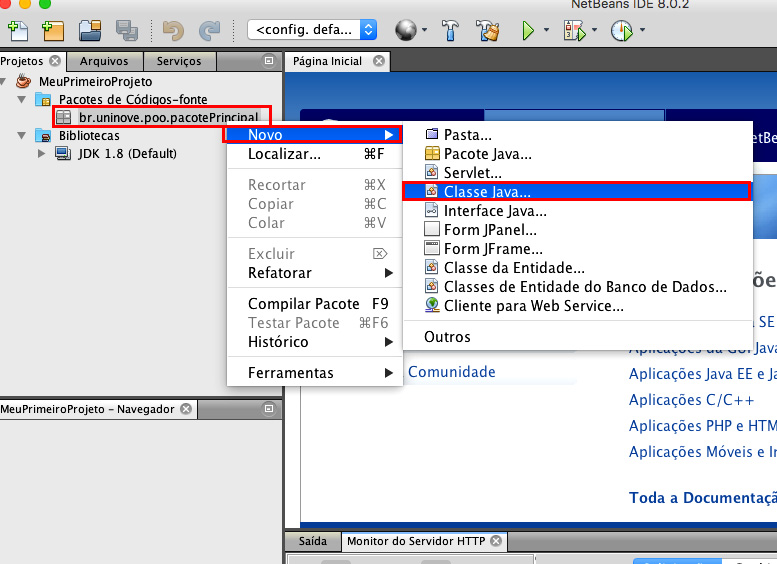 NetBeans IDE 8.0.2
<config. defa...
Projetos
Arquivos
Serviços
Página Inicial
MeuPrimeiroProjeto
Pacotes de Códigos-fonte
br.uninove.poo.pacotePrincipal
Bibliotecas
JDK 1.8 (Default)
Novo
Localizar... ⌘F
Recortar ⌘X
Copiar ⌘C
Colar ⌘V
Excluir ⌦
Refatorar
Compilar Pacote F9
Testar Pacote ⌘F6
Histórico
Ferramentas
Pasta...
Pacote Java...
Servlet...
Classe Java...
Interface Java...
Form JPanel...
Form JFrame...
Classe da Entidade...
Classes de Entidade do Banco de Dados...
Cliente para Web Service...
Outros
etBe
ões
SE
Aplicações da GUI Java
Comunidade
Aplicações Java EE e Ja
Aplicações C/C++
Aplicações PHP e HTM
Aplicações Móveis e In
Toda a Documentaçã
MeuPrimeiroProjeto - Navegador
Saída
Monitor do Servidor HTTP